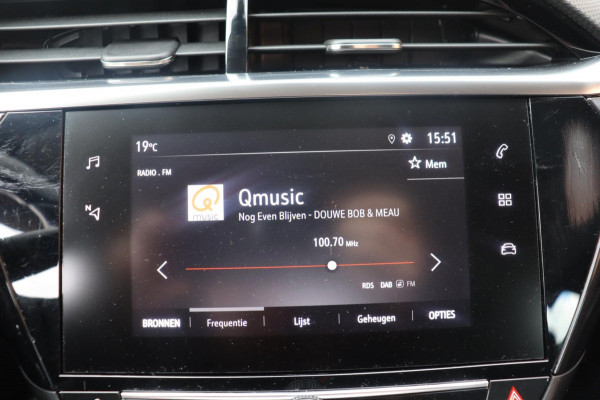 19°C 15:51
RADIO . FM
Mem
Qmusic
music
Nog Even Blijven - DOUWE BOB & MEAU
100,70 MHz
RDS DAB FM
BRONNEN Frequentie Lijst Geheugen OPTIES
N